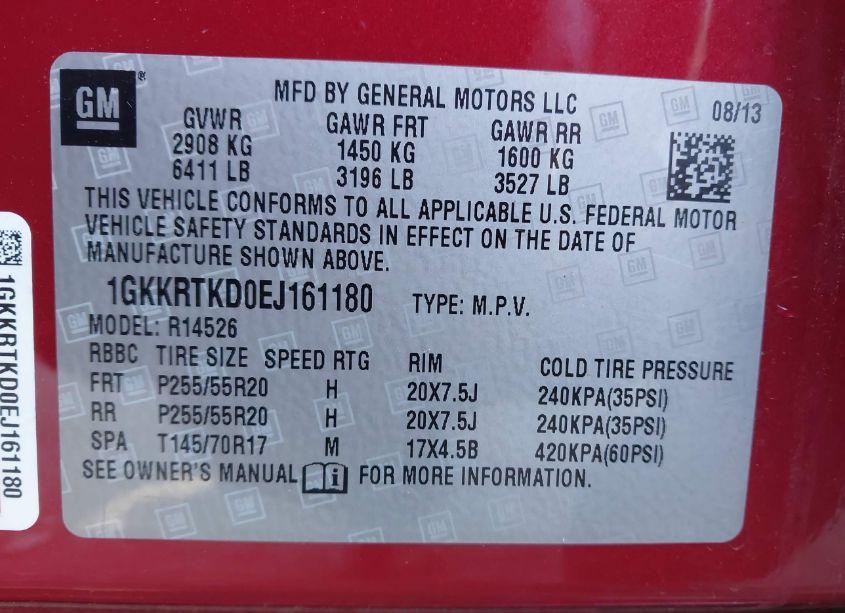 GM
MFD BY GENERAL MOTORS LLC
08/13
GVWR GAWR FRT GAWR RR
2908 KG 1450 KG 1600 KG
6411 LB 3196 LB 3527 LB
THIS VEHICLE CONFORMS TO ALL APPLICABLE U.S. FEDERAL MOTOR
VEHICLE SAFETY STANDARDS IN EFFECT ON THE DATE OF
MANUFACTURE SHOWN ABOVE.
1GKKRTKD0EJ161180 TYPE: M.P.V.
MODEL: R14526
RBBC TIRE SIZE SPEED RTG RIM COLD TIRE PRESSURE
FRT P255/55R20 H 20X7.5J 240KPA(35PSI)
RR P255/55R20 H 20X7.5J 240KPA(35PSI)
SPA T145/70R17 M 17X4.5B 420KPA(60PSI)
SEE OWNER'S MANUAL i FOR MORE INFORMATION.
1GKKRTKD0EJ161180